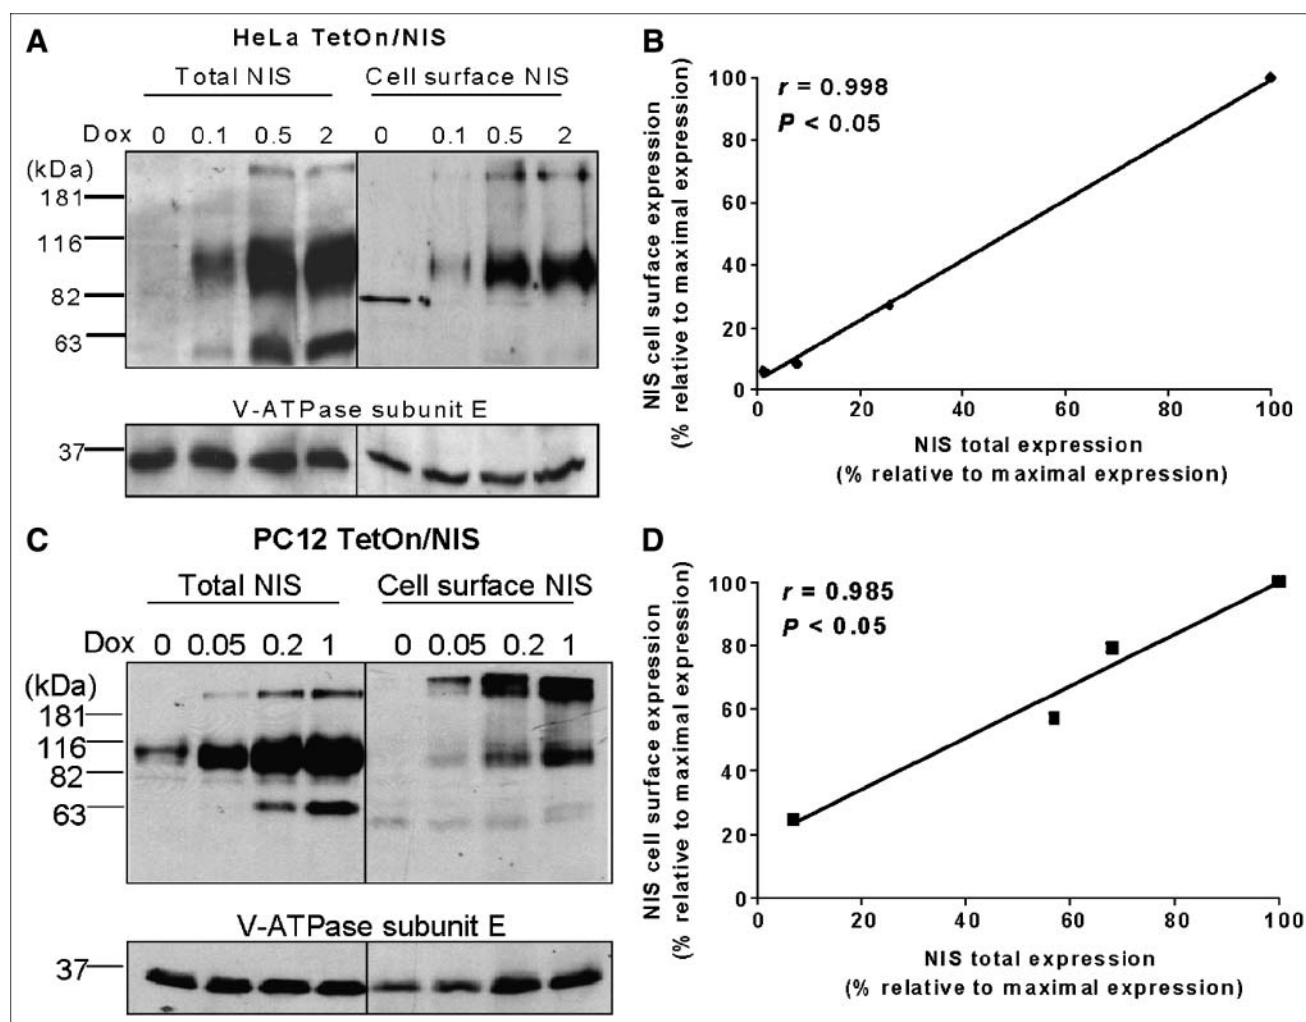 A
HeLa TetOn/NIS
Total NIS
Cell surface NIS
Dox 0 0.1 0.5 2 0 0.1 0.5 2
(kDa)
181
116
82
63
V-ATPase subunit E
37
B
NIS cell surface expression
(% relative to maximal expression)
r = 0.998
P < 0.05
100
80
60
40
20
0
0 20 40 60 80 100
NIS total expression
(% relative to maximal expression)
C
PC12 TetOn/NIS
Total NIS
Cell surface NIS
Dox 0 0.05 0.2 1 0 0.05 0.2 1
(kDa)
181
116
82
63
V-ATPase subunit E
37
D
NIS cell surface expression
(% relative to maximal expression)
r = 0.985
P < 0.05
100
80
60
40
20
0
0 20 40 60 80 100
NIS total expression
(% relative to maximal expression)